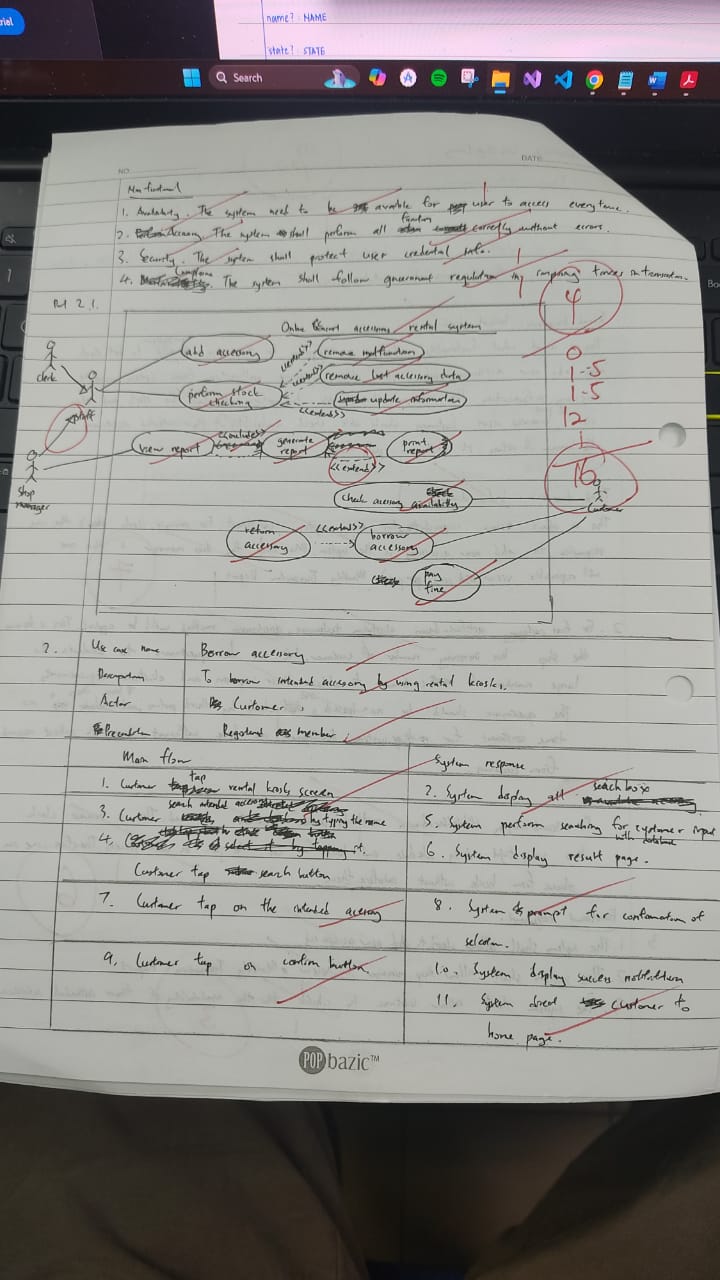 rial
name? : NAME
state? : STATE
Search
NO
DATE
Non functional
1. Availability. The system need to be available for user to access everytime.
2. Accuracy. The system shall perform all function correctly without errors.
3. Security. The system shall protect user credential info.
4. Compliance. The system shall follow government regulation by imposing taxes in transaction.
4
2 1.
Online accessory rental system
0
1.5
1.5
12
1
16
clerk
staff
shop manager
Customer
add accessory
perform stock checking
<<extend>>
remove malfunction
<<extend>>
remove lost accessory data
<<extend>>
update information
view report
<<include>>
generate report
<<extend>>
print report
check accessory availability
return accessory
<<extend>>
borrow accessory
pay fine
2.
Use case name
Borrow accessory
Description
To borrow intended accessory by using rental kiosks.
Actor
Customer
Precondition
Registered member
Main flow
System response
1. Customer tap rental kiosk screen
2. System display all search box
3. Customer search intended accessory by typing the name
4.
Customer tap search button
5. System perform searching for customer input with database
6. System display result page.
7. Customer tap on the intended accessory
8. System prompt for confirmation of selection.
9. Customer tap on confirm button.
10. System display success notification
11. System direct customer to home page.
POP bazic™